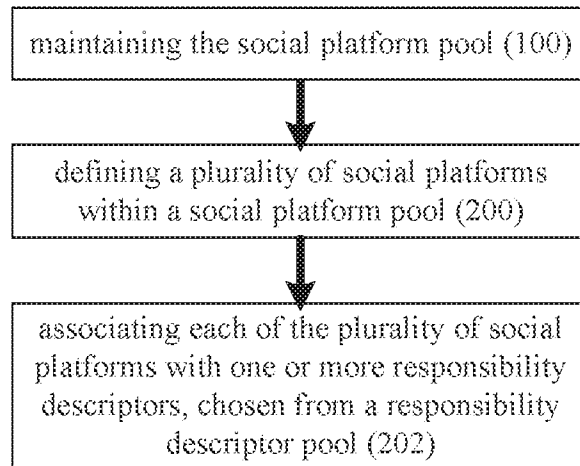 maintaining the social platform pool (100)
defining a plurality of social platforms
within a social platform pool (200)
associating each of the plurality of social
platforms with one or more responsibility
descriptors, chosen from a responsibility
descriptor pool (202)